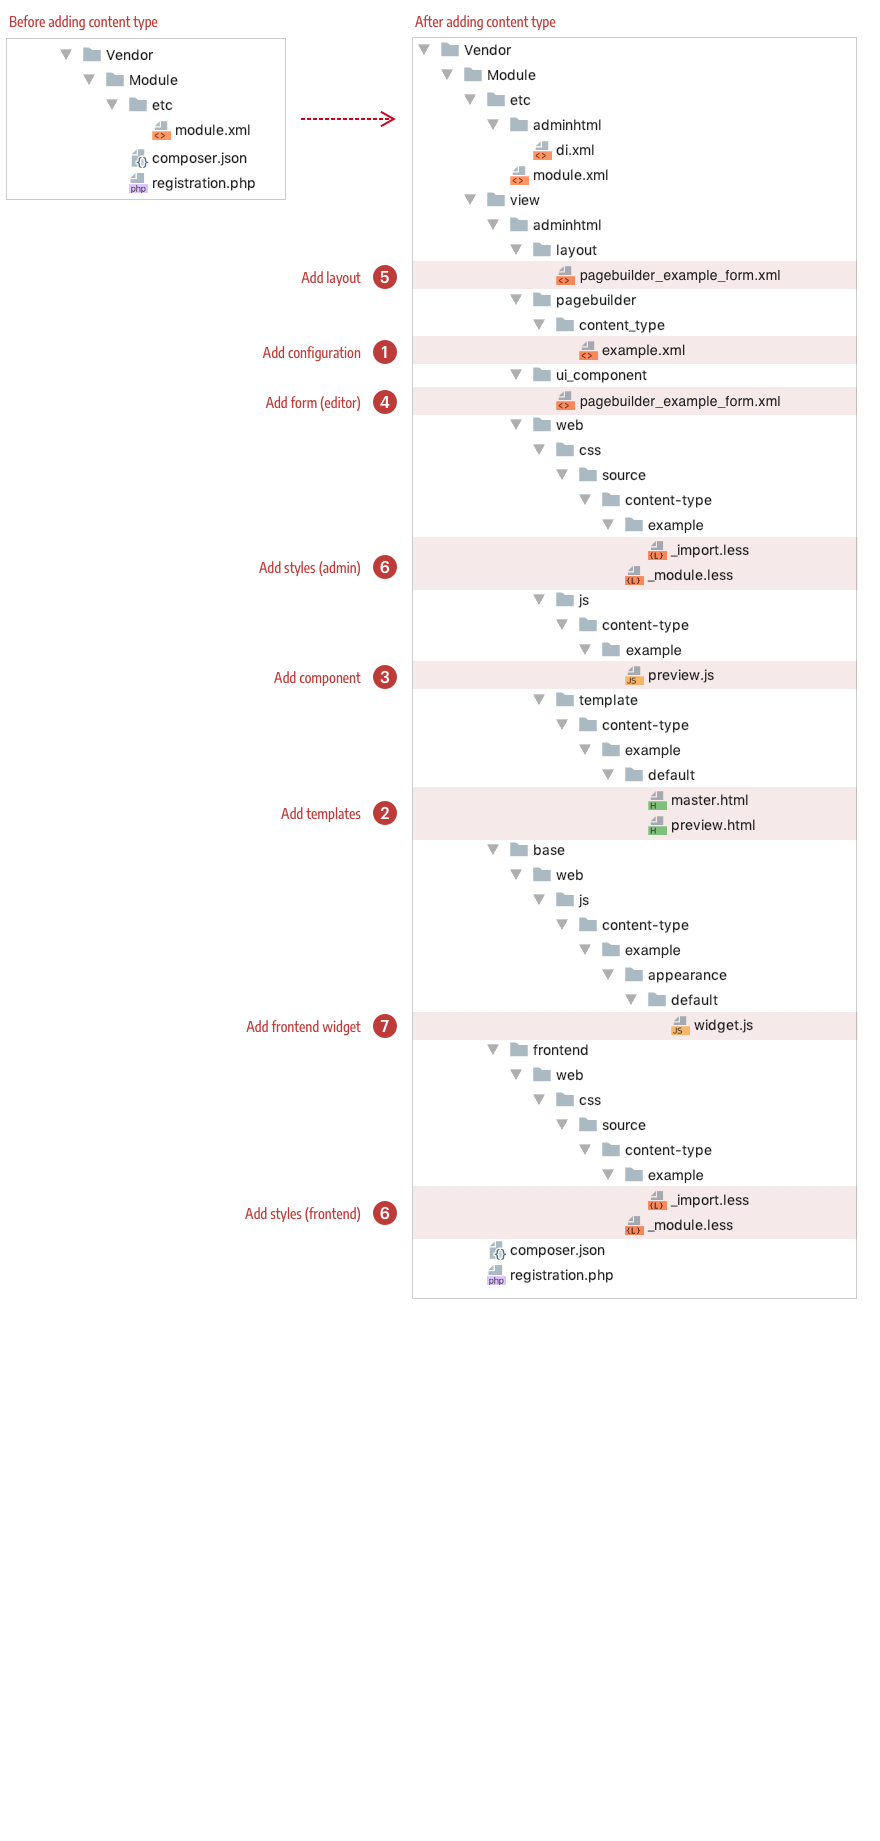 Before adding content type
Vendor
Module
etc
module.xml
composer.json
registration.php
After adding content type
Vendor
Module
etc
adminhtml
di.xml
module.xml
view
adminhtml
layout
Add layout 5 pagebuilder_example_form.xml
pagebuilder
content_type
Add configuration 1 example.xml
ui_component
Add form (editor) 4 pagebuilder_example_form.xml
web
css
source
content-type
example
_import.less
Add styles (admin) 6
_module.less
js
content-type
example
Add component 3 preview.js
template
content-type
example
default
master.html
Add templates 2
preview.html
base
web
js
content-type
example
appearance
default
Add frontend widget 7 widget.js
frontend
web
css
source
content-type
example
_import.less
Add styles (frontend) 6
_module.less
composer.json
registration.php